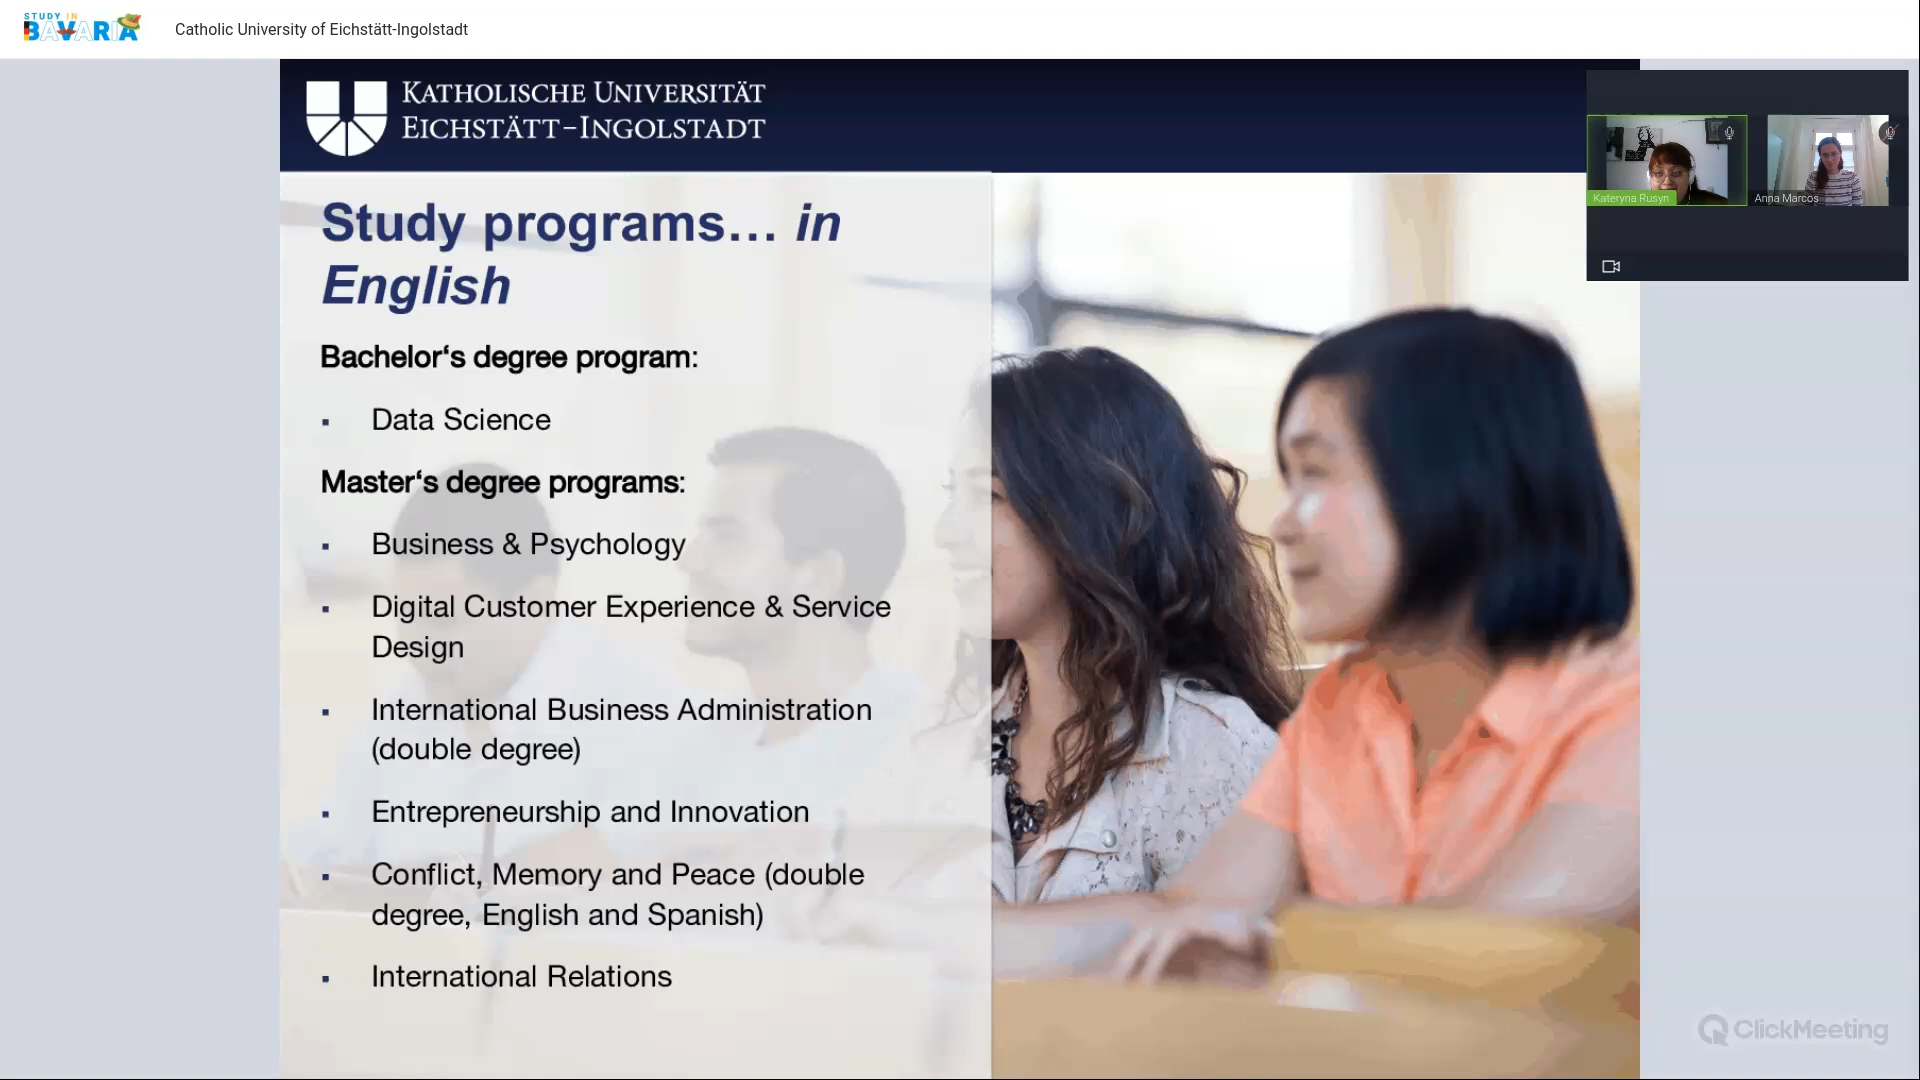 STUDY IN
BAVARIA
Catholic University of Eichstätt-Ingolstadt
KATHOLISCHE UNIVERSITÄT
EICHSTÄTT-INGOLSTADT
Kateryna Rusyn
Anna Marcos
Study programs... in
English
Bachelor‘s degree program:
▪ Data Science
Master‘s degree programs:
▪ Business & Psychology
▪ Digital Customer Experience & Service
Design
▪ International Business Administration
(double degree)
▪ Entrepreneurship and Innovation
▪ Conflict, Memory and Peace (double
degree, English and Spanish)
▪ International Relations
ClickMeeting